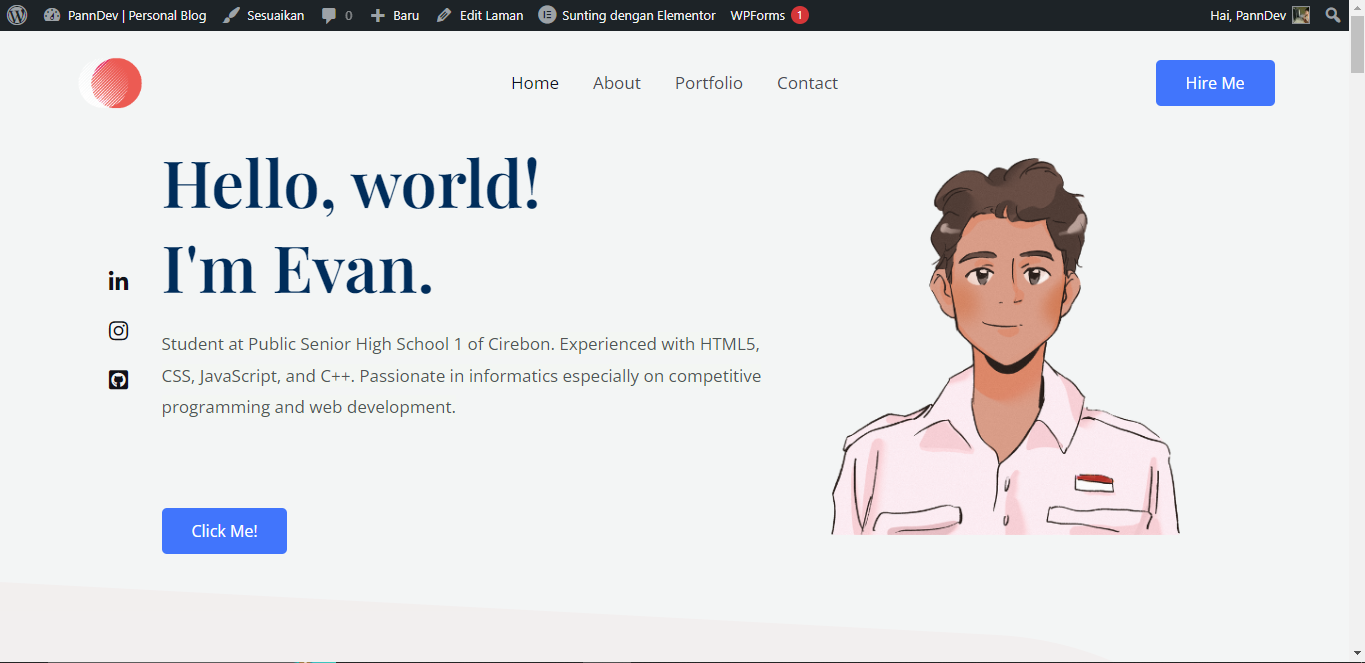 PannDev | Personal Blog Sesuaikan 0 Baru Edit Laman Sunting dengan Elementor WPForms 1 Hai, PannDev
Home About Portfolio Contact Hire Me
Hello, world!
I'm Evan.
in
Student at Public Senior High School 1 of Cirebon. Experienced with HTML5,
CSS, JavaScript, and C++. Passionate in informatics especially on competitive
programming and web development.
Click Me!